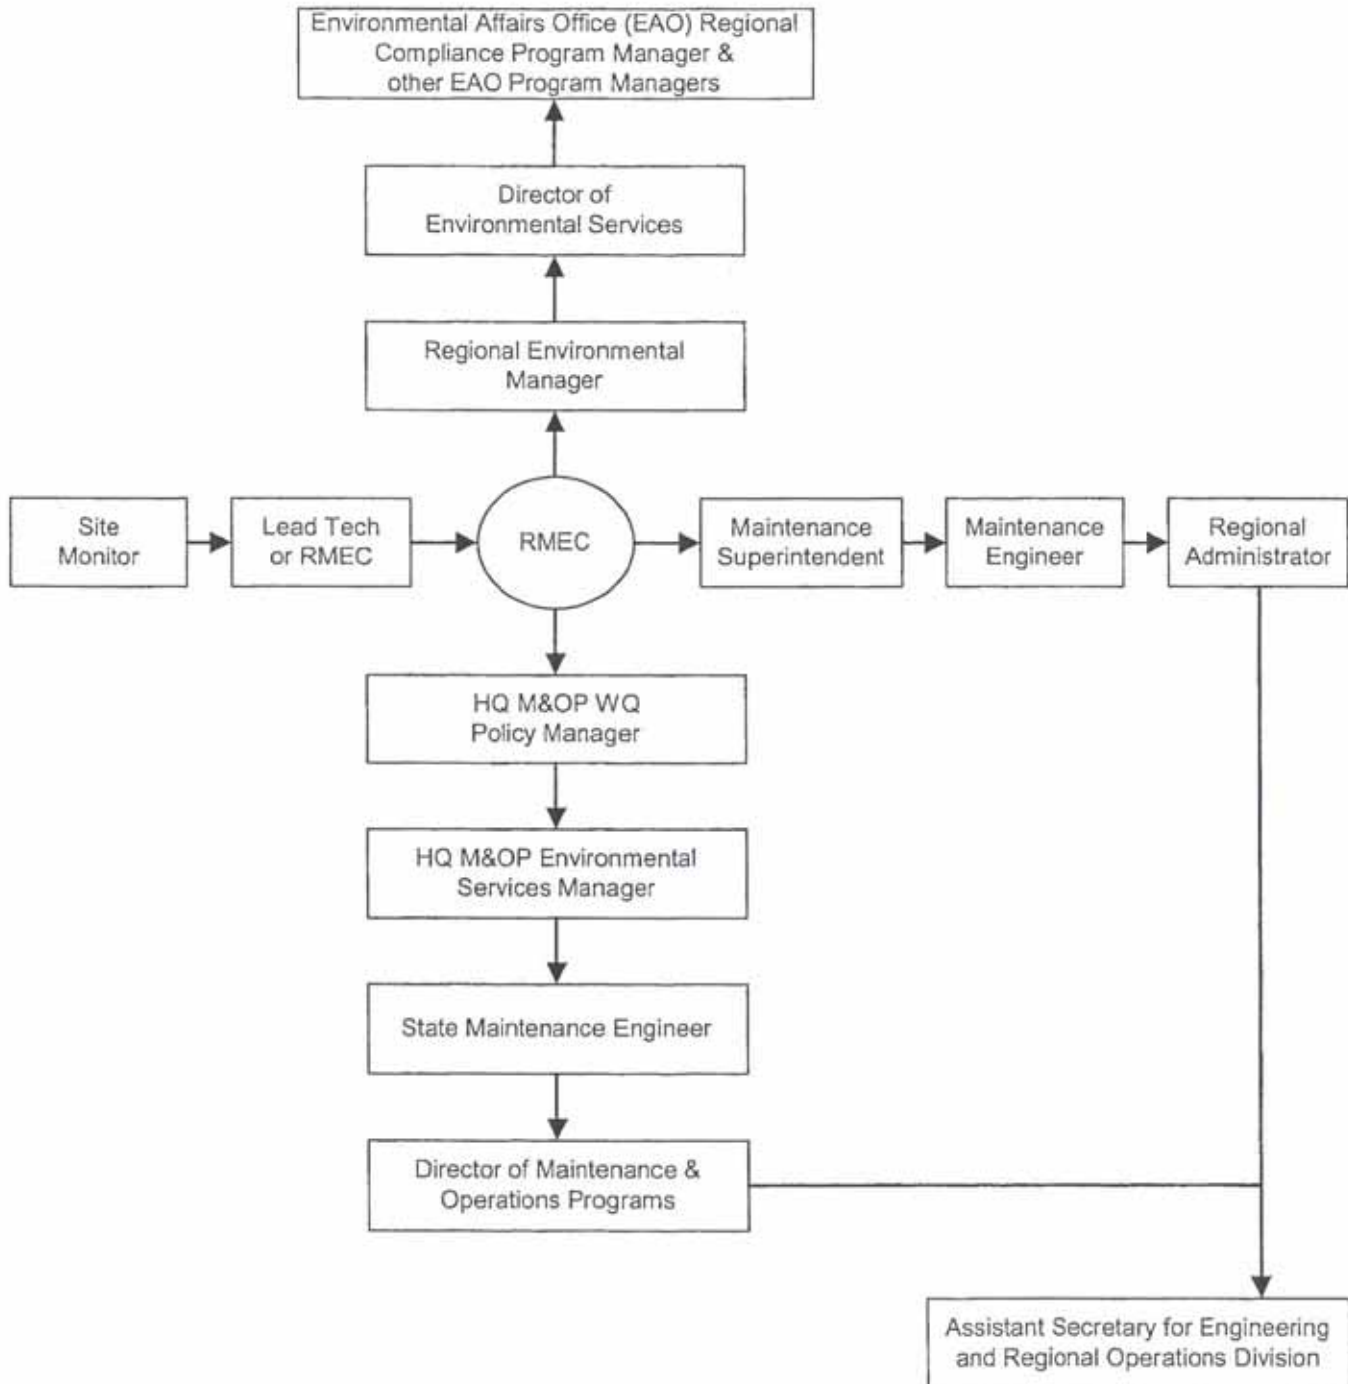 Environmental Affairs Office (EAO) Regional
Compliance Program Manager &
other EAO Program Managers
Director of
Environmental Services
Regional Environmental
Manager
Site
Monitor
Lead Tech
or RMEC
RMEC
Maintenance
Superintendent
Maintenance
Engineer
Regional
Administrator
HQ M&OP WQ
Policy Manager
HQ M&OP Environmental
Services Manager
State Maintenance Engineer
Director of Maintenance &
Operations Programs
Assistant Secretary for Engineering
and Regional Operations Division